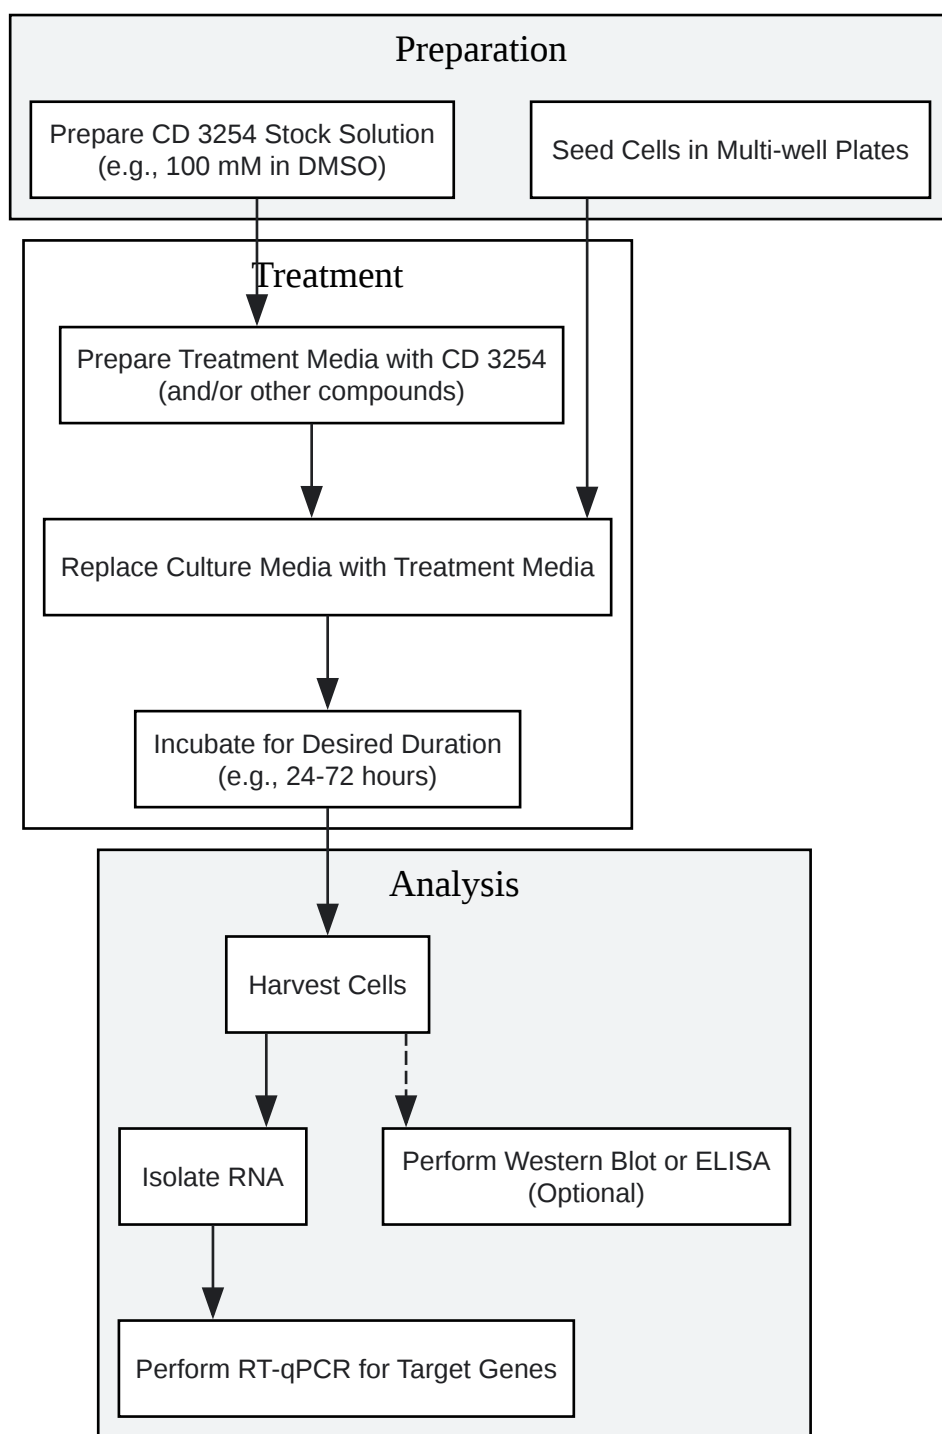 Preparation
Prepare CD 3254 Stock Solution
(e.g., 100 mM in DMSO)
Seed Cells in Multi-well Plates
Treatment
Prepare Treatment Media with CD 3254
(and/or other compounds)
Replace Culture Media with Treatment Media
Incubate for Desired Duration
(e.g., 24-72 hours)
Analysis
Harvest Cells
Isolate RNA
Perform Western Blot or ELISA
(Optional)
Perform RT-qPCR for Target Genes